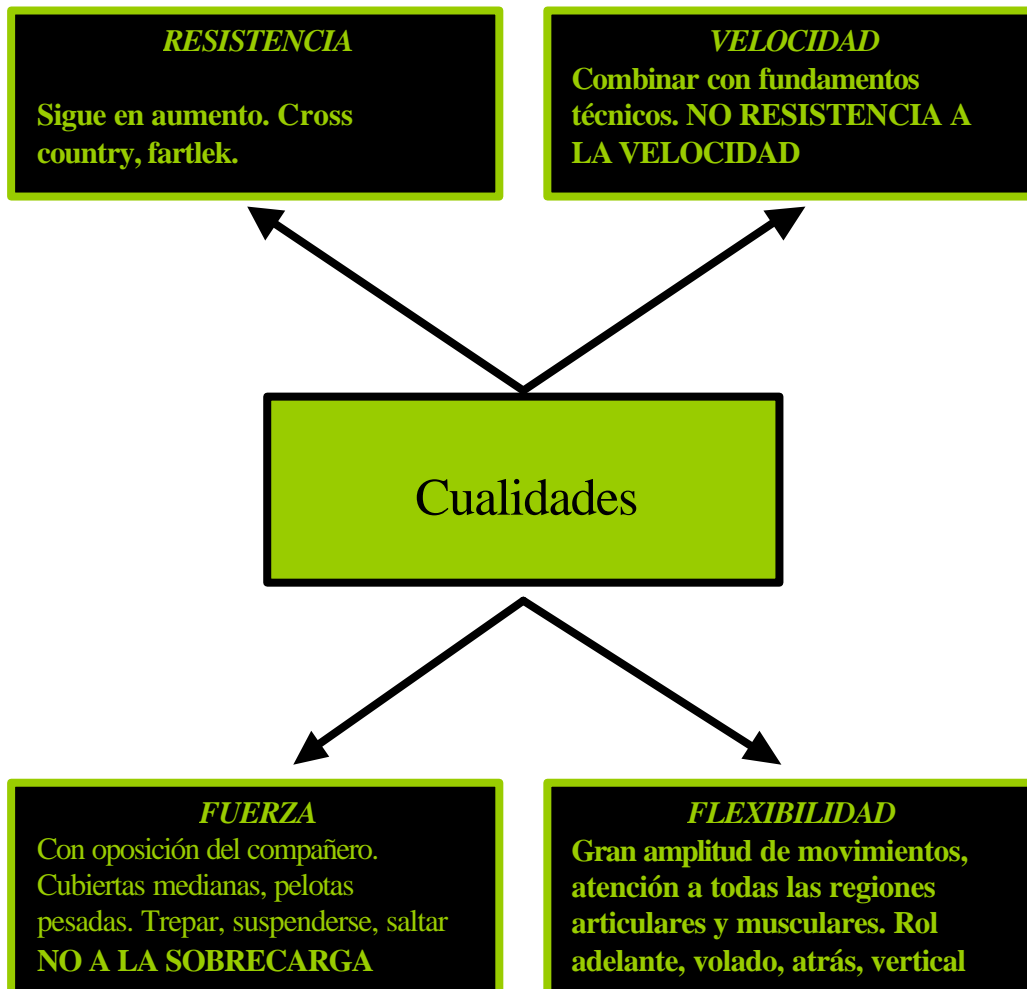 RESISTENCIA
Sigue en aumento. Cross
country, fartlek.
VELOCIDAD
Combinar con fundamentos
técnicos. NO RESISTENCIA A
LA VELOCIDAD
Cualidades
FUERZA
Con oposición del compañero.
Cubiertas medianas, pelotas
pesadas. Trepar, suspenderse, saltar
NO A LA SOBRECARGA
FLEXIBILIDAD
Gran amplitud de movimientos,
atención a todas las regiones
articulares y musculares. Rol
adelante, volado, atrás, vertical